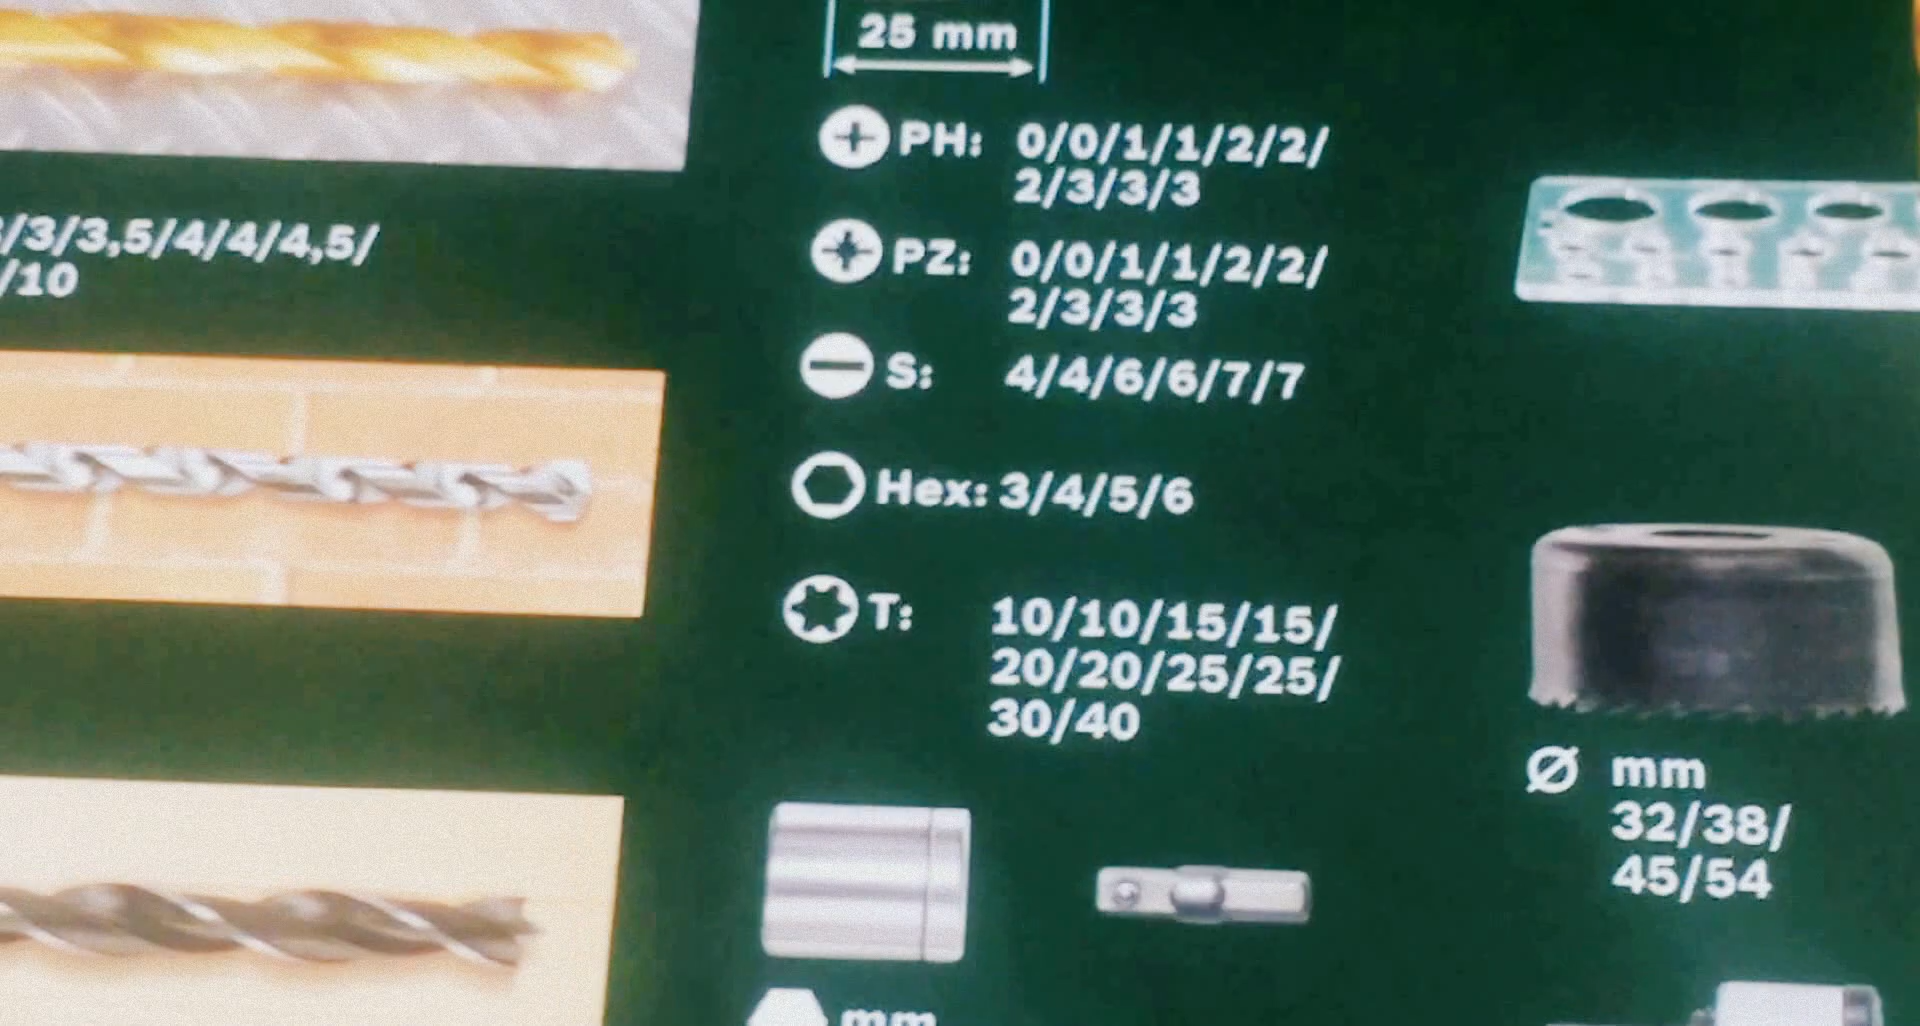 25 mm
PH: 0/0/1/1/2/2/
2/3/3/3
/3/3,5/4/4/4,5/
/10
PZ: 0/0/1/1/2/2/
2/3/3/3
S: 4/4/6/6/7/7
Hex: 3/4/5/6
T: 10/10/15/15/
20/20/25/25/
30/40
Ø mm
32/38/
45/54
mm